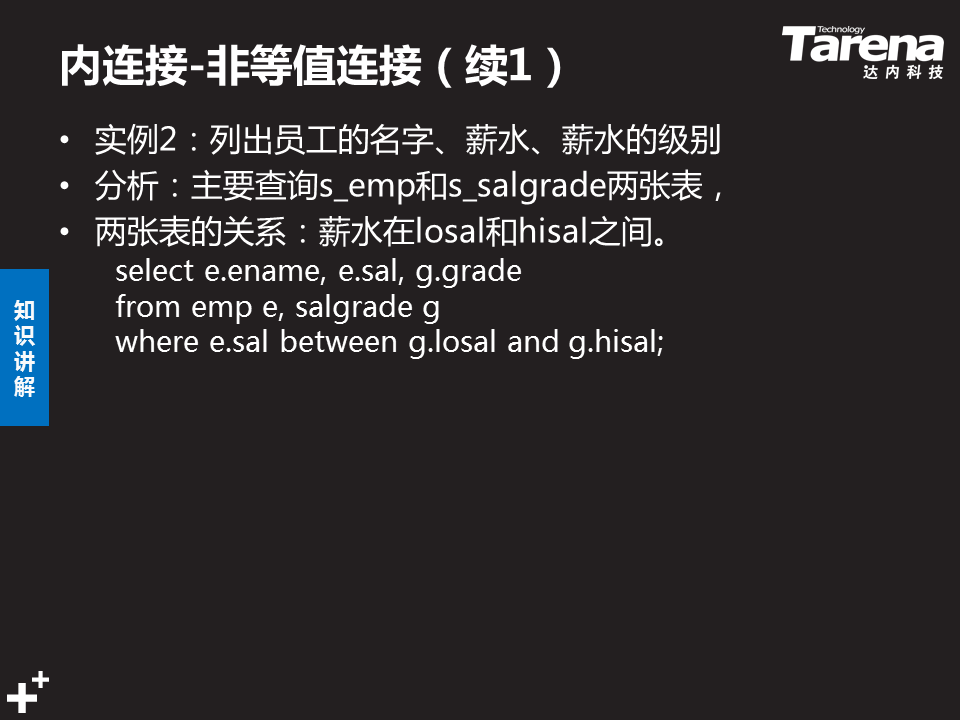 内连接-非等值连接（续1）
Technology
Tarena
达内科技
• 实例2：列出员工的名字、薪水、薪水的级别
• 分析：主要查询s_emp和s_salgrade两张表，
• 两张表的关系：薪水在losal和hisal之间。
select e.ename, e.sal, g.grade
from emp e, salgrade g
where e.sal between g.losal and g.hisal;
知识讲解